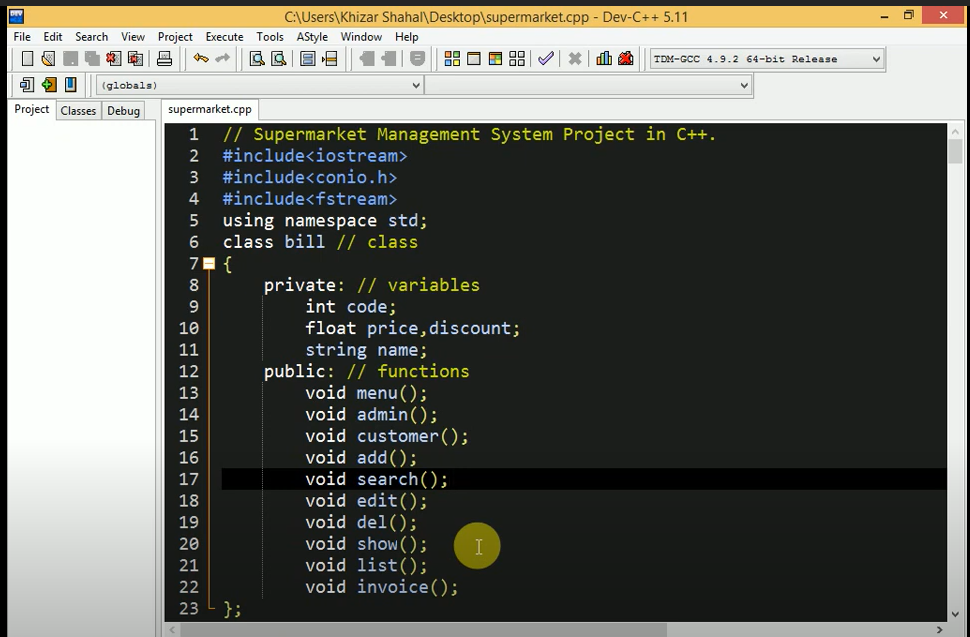 C:\Users\Khizar Shahal\Desktop\supermarket.cpp - Dev-C++ 5.11
File Edit Search View Project Execute Tools AStyle Window Help
TDM-GCC 4.9.2 64-bit Release
(globals)
Project Classes Debug supermarket.cpp
1 // Supermarket Management System Project in C++.
2 #include<iostream>
3 #include<conio.h>
4 #include<fstream>
5 using namespace std;
6 class bill // class
7 {
8 private: // variables
9 int code;
10 float price,discount;
11 string name;
12 public: // functions
13 void menu();
14 void admin();
15 void customer();
16 void add();
17 void search();
18 void edit();
19 void del();
20 void show();
21 void list();
22 void invoice();
23 };